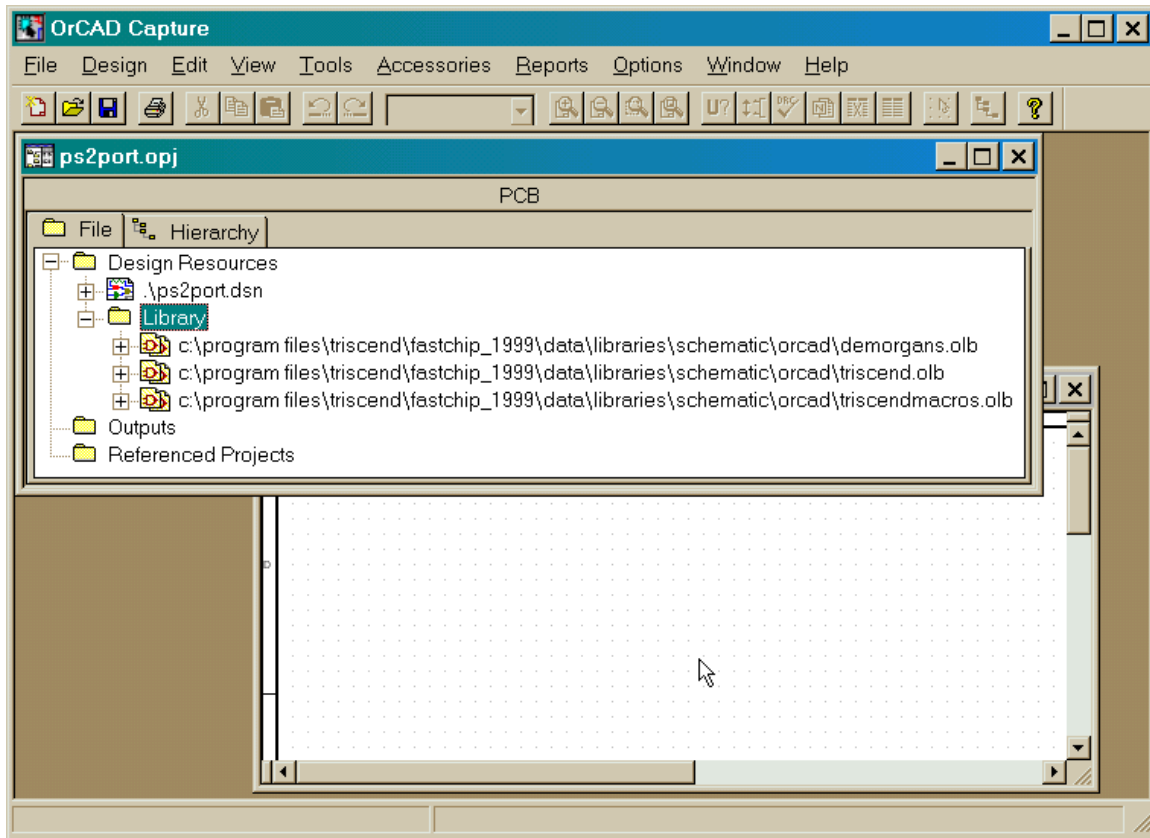 OrCAD Capture
File Design Edit View Tools Accessories Reports Options Window Help
U? DRC
ps2port.opj
PCB
File Hierarchy
Design Resources
.\ps2port.dsn
Library
c:\program files\triscend\fastchip_1999\data\libraries\schematic\orcad\demorgans.olb
c:\program files\triscend\fastchip_1999\data\libraries\schematic\orcad\triscend.olb
c:\program files\triscend\fastchip_1999\data\libraries\schematic\orcad\triscendmacros.olb
Outputs
Referenced Projects
D